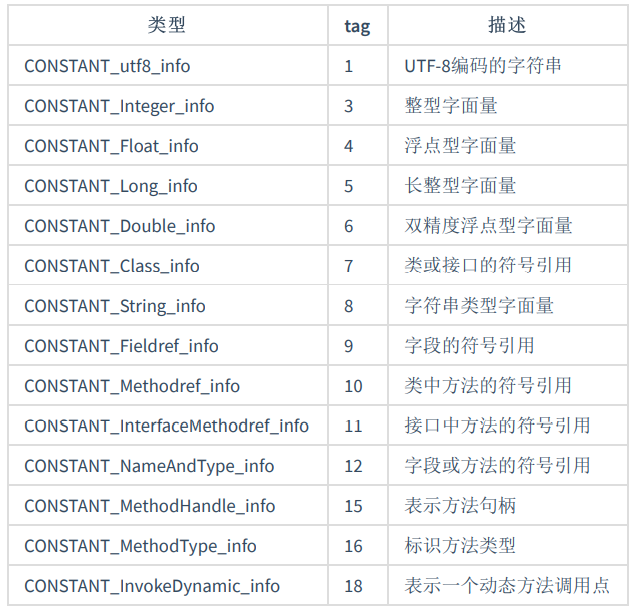 类型 tag 描述
CONSTANT_utf8_info 1 UTF-8编码的字符串
CONSTANT_Integer_info 3 整型字面量
CONSTANT_Float_info 4 浮点型字面量
CONSTANT_Long_info 5 长整型字面量
CONSTANT_Double_info 6 双精度浮点型字面量
CONSTANT_Class_info 7 类或接口的符号引用
CONSTANT_String_info 8 字符串类型字面量
CONSTANT_Fieldref_info 9 字段的符号引用
CONSTANT_Methodref_info 10 类中方法的符号引用
CONSTANT_InterfaceMethodref_info 11 接口中方法的符号引用
CONSTANT_NameAndType_info 12 字段或方法的符号引用
CONSTANT_MethodHandle_info 15 表示方法句柄
CONSTANT_MethodType_info 16 标识方法类型
CONSTANT_InvokeDynamic_info 18 表示一个动态方法调用点